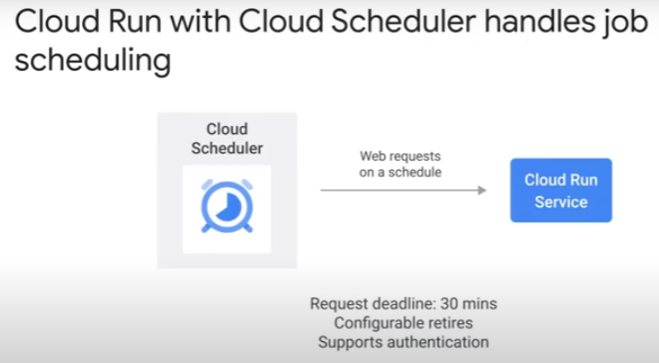 Cloud Run with Cloud Scheduler handles job
scheduling
Cloud
Scheduler
Web requests
on a schedule
Cloud Run
Service
Request deadline: 30 mins
Configurable retires
Supports authentication